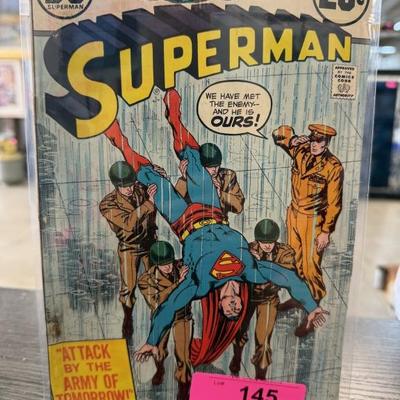 SUPERMAN
20¢
SUPERMAN
APPROVED
BY THE
COMICS
CODE
AUTHORITY
WE HAVE MET
THE ENEMY—
AND HE IS
OURS!
"ATTACK
BY THE
ARMY OF
TOMORROW!"
LOT
145